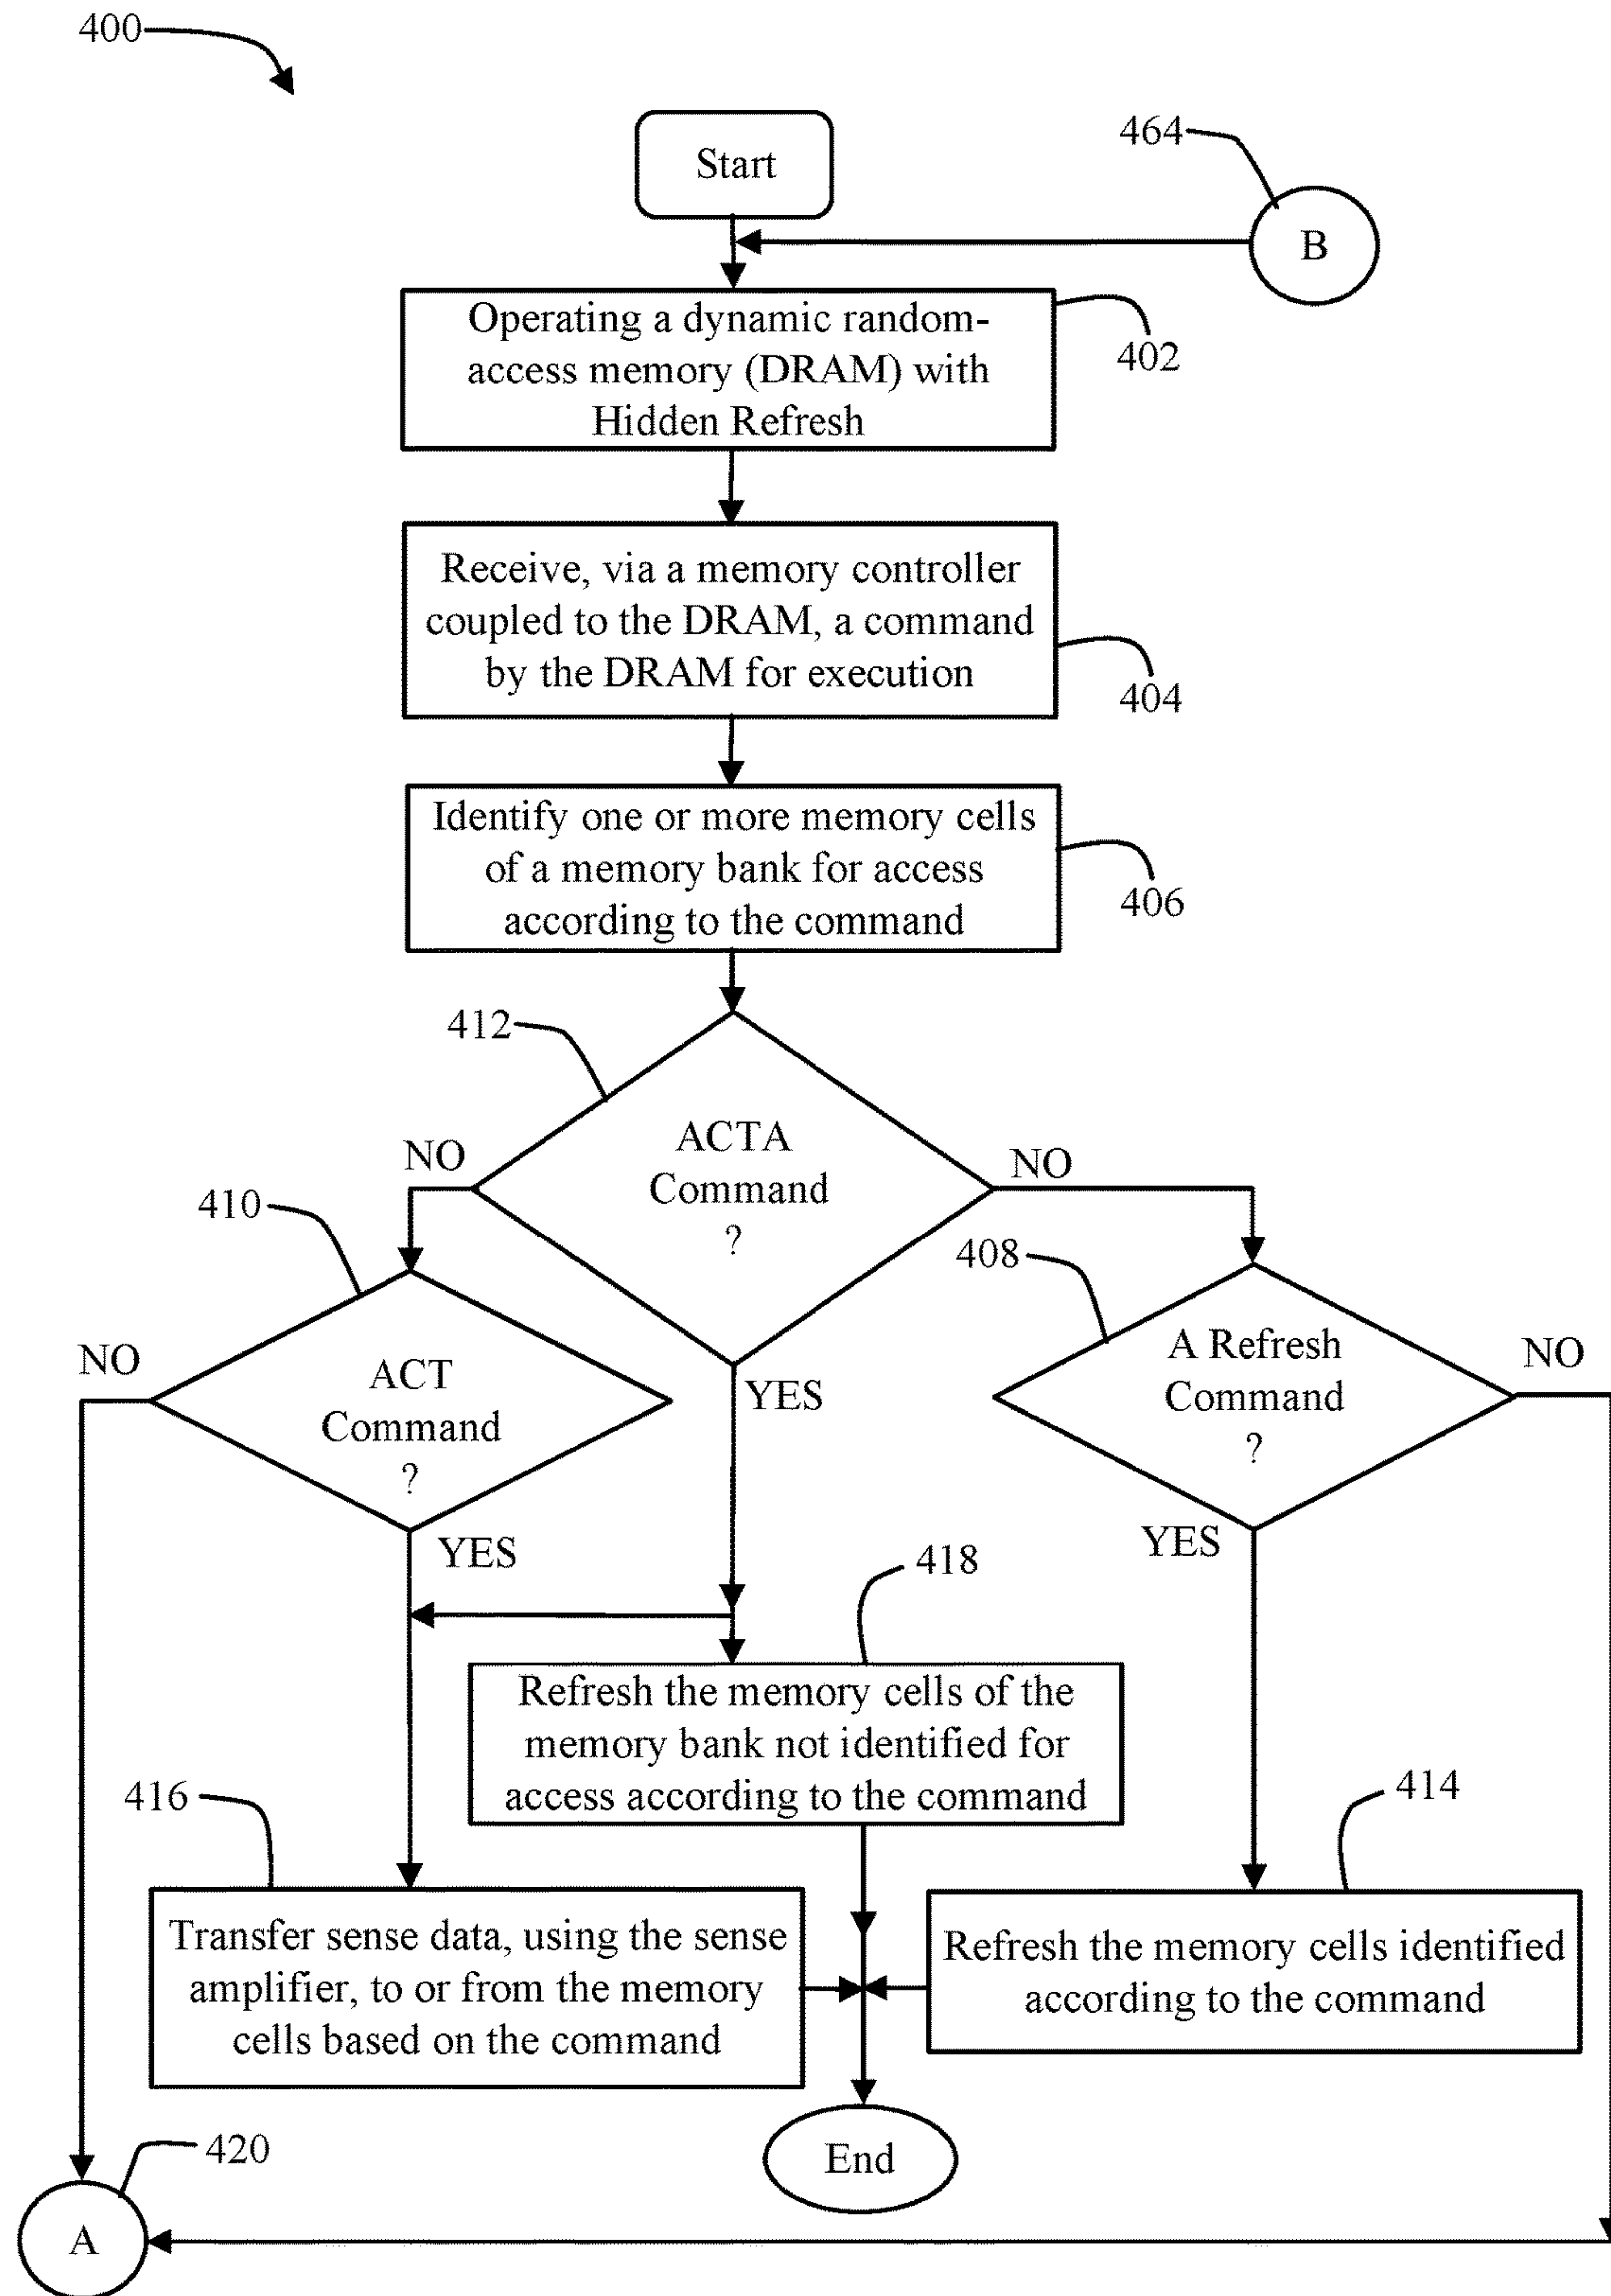 400
Start
464
B
Operating a dynamic random-
access memory (DRAM) with
Hidden Refresh
402
Receive, via a memory controller
coupled to the DRAM, a command
by the DRAM for execution
404
Identify one or more memory cells
of a memory bank for access
according to the command
406
412
ACTA
Command
?
NO
NO
YES
410
ACT
Command
?
NO
YES
408
A Refresh
Command
?
NO
YES
418
Refresh the memory cells of the
memory bank not identified for
access according to the command
416
Transfer sense data, using the sense
amplifier, to or from the memory
cells based on the command
414
Refresh the memory cells identified
according to the command
End
420
A